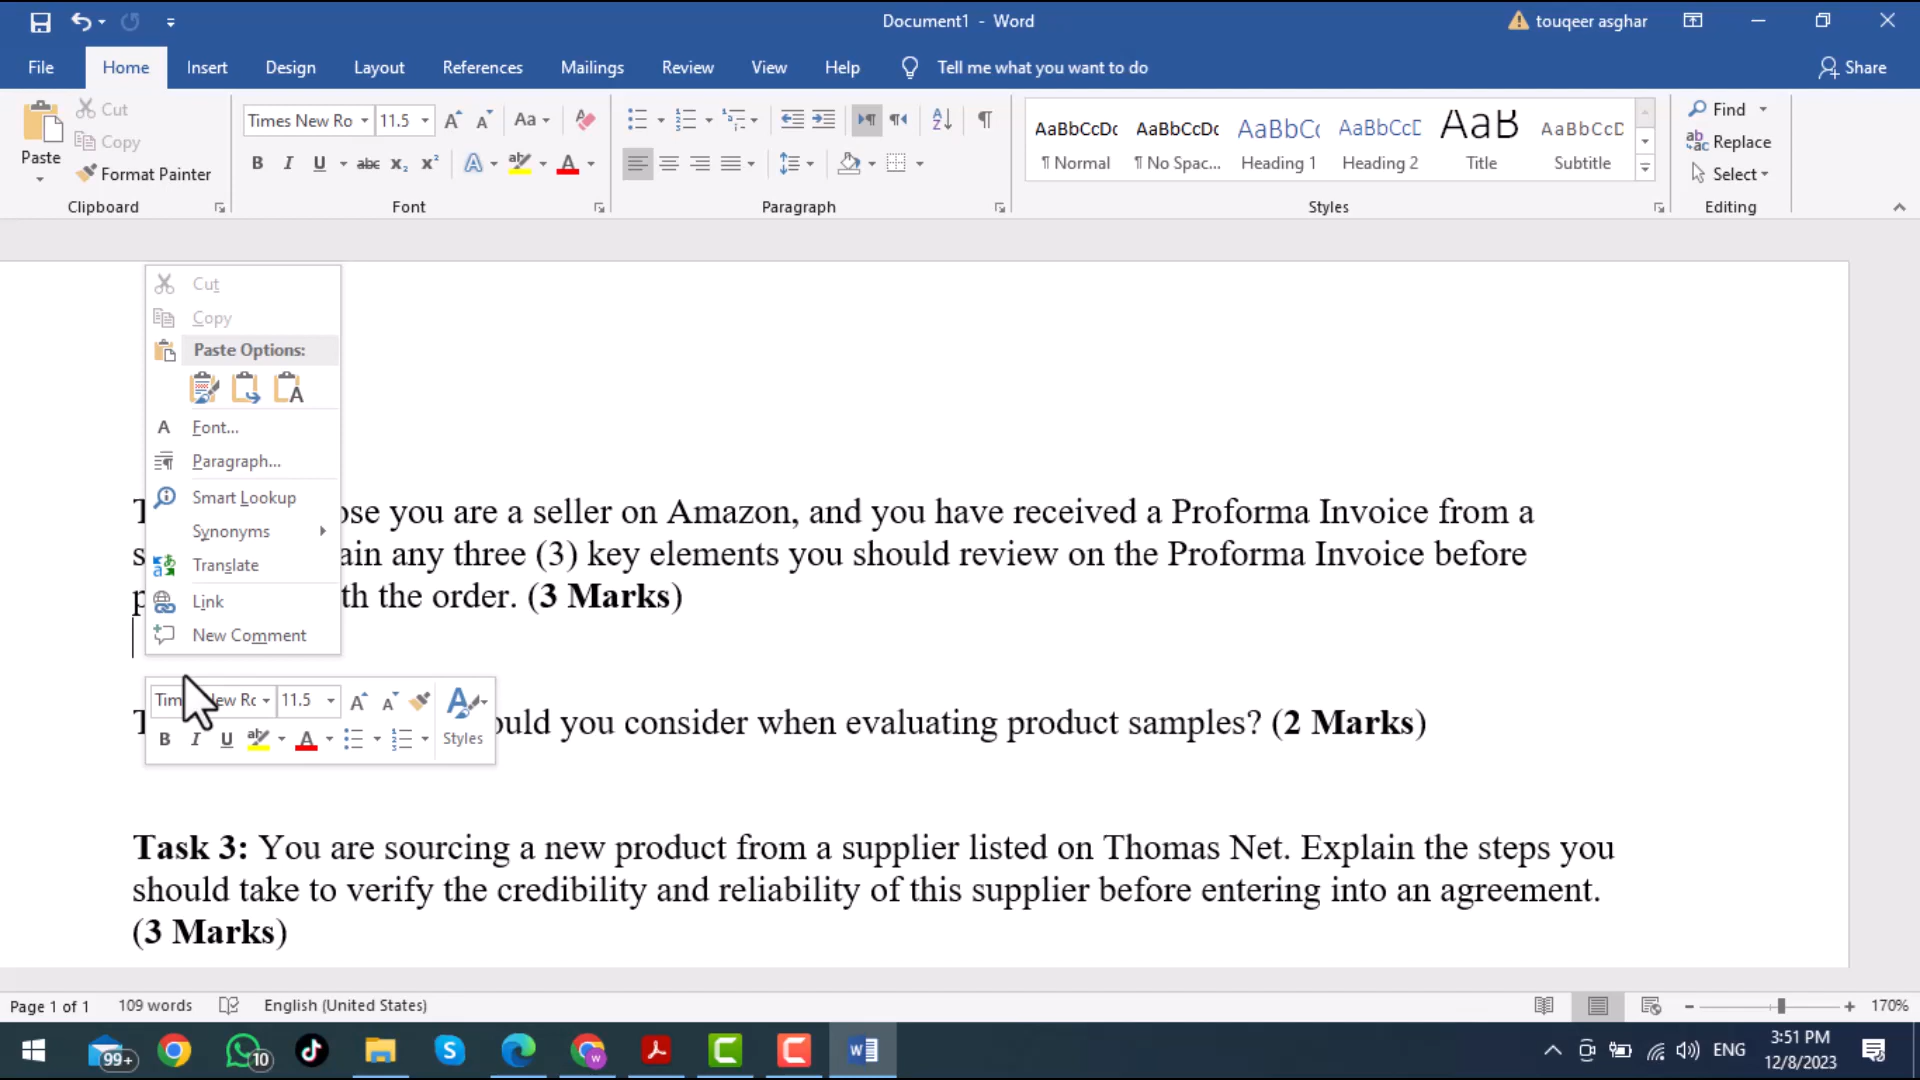 Document1 - Word
touqeer asghar
File
Home
Insert
Design
Layout
References
Mailings
Review
View
Help
Tell me what you want to do
Share
Paste
Cut
Copy
Format Painter
Clipboard
Times New Ro
11.5
Aa
Font
Paragraph
AaBbCcDc
¶ Normal
AaBbCcDc
¶ No Spac...
AaBbCc
Heading 1
AaBbCcD
Heading 2
AaB
Title
AaBbCcD
Subtitle
Styles
Find
Replace
Select
Editing
Cut
Copy
Paste Options:
Font...
Paragraph...
Smart Lookup
Synonyms
Translate
Link
New Comment
ose you are a seller on Amazon, and you have received a Proforma Invoice from a
ain any three (3) key elements you should review on the Proforma Invoice before
th the order. (3 Marks)
11.5
Styles
ould you consider when evaluating product samples? (2 Marks)
Task 3: You are sourcing a new product from a supplier listed on Thomas Net. Explain the steps you
should take to verify the credibility and reliability of this supplier before entering into an agreement.
(3 Marks)
Page 1 of 1
109 words
English (United States)
170%
99+
10
ENG
3:51 PM
12/8/2023